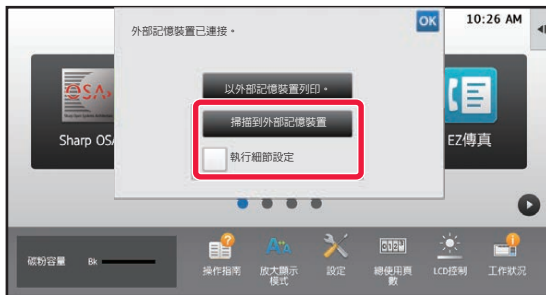 外部記憶裝置已連接。
OK
10:26 AM
以外部記憶裝置列印。
掃描到外部記憶裝置
執行細節設定
OSA
Sharp OSA
EZ傳真
碳粉容量
Bk
操作指南
放大顯示
模式
設定
總使用頁
數
LCD控制
工作狀況